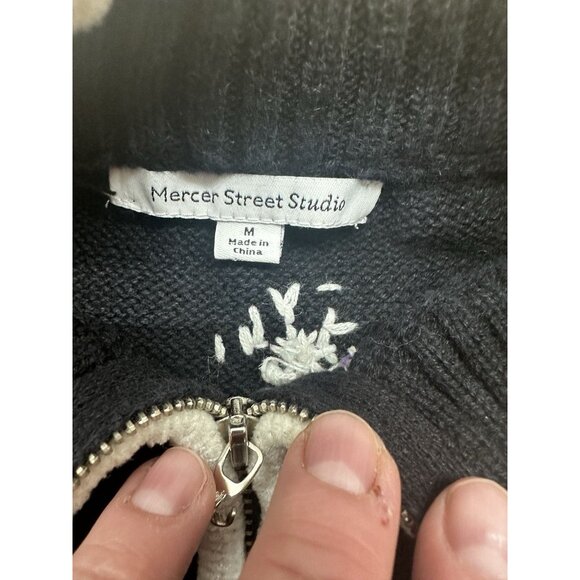 Mercer Street Studio
M
Made in
China